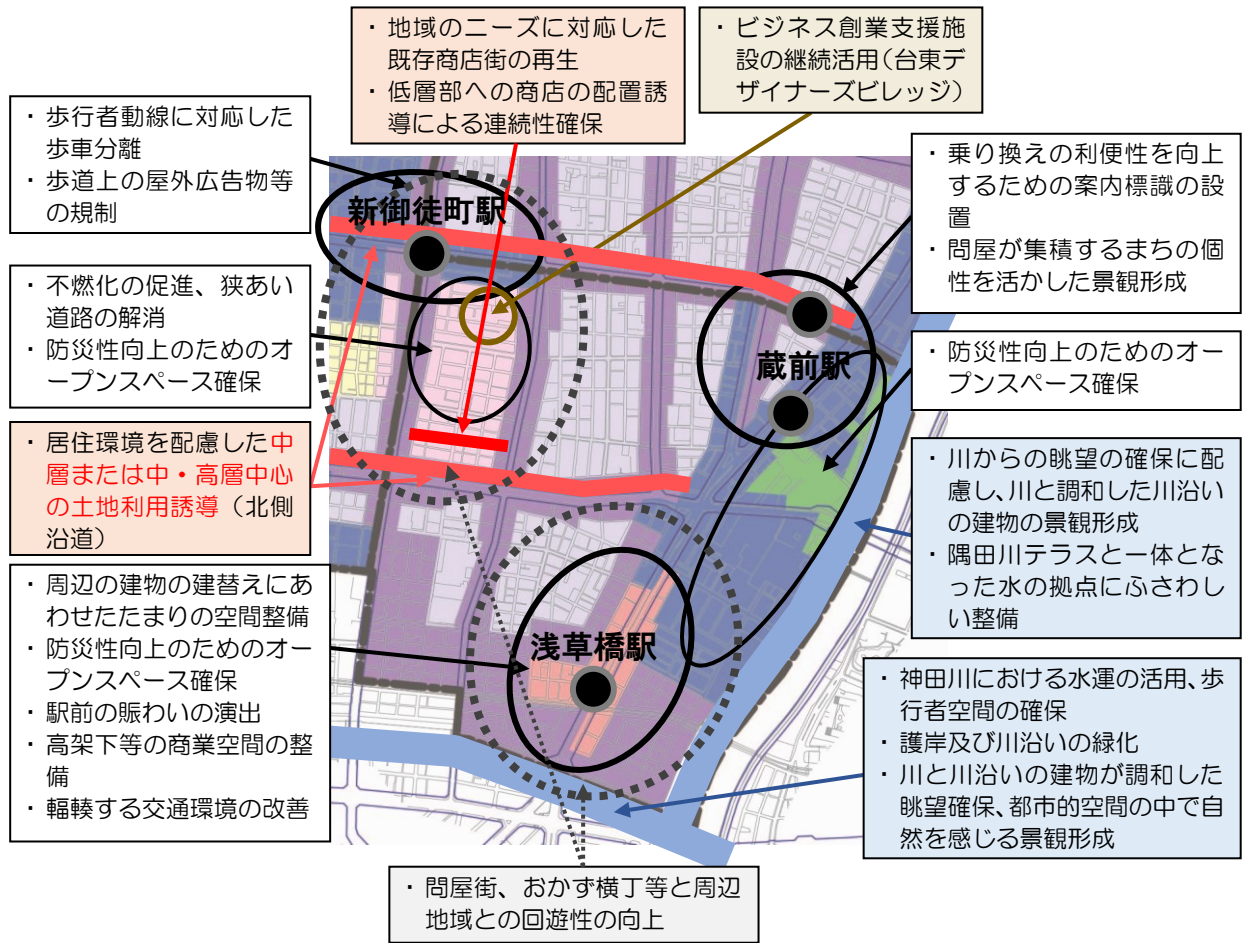 ・ 地域のニーズに対応した
既存商店街の再生
・ 低層部への商店の配置誘
導による連続性確保
・ ビジネス創業支援施
設の継続活用（台東デ
ザイナーズビレッジ）
・ 歩行者動線に対応した
歩車分離
・ 歩道上の屋外広告物等
の規制
・ 乗り換えの利便性を向上
するための案内標識の設
置
・ 問屋が集積するまちの個
性を活かした景観形成
新御徒町駅
・ 不燃化の促進、狭あい
道路の解消
・ 防災性向上のためのオ
ープンスペース確保
蔵前駅
・ 防災性向上のためのオー
プンスペース確保
・ 居住環境を配慮した中
層または中・高層中心
の土地利用誘導（北側
沿道）
・ 川からの眺望の確保に配
慮し、川と調和した川沿い
の建物の景観形成
・ 隅田川テラスと一体とな
った水の拠点にふさわし
い整備
・ 周辺の建物の建替えにあ
わせたたまりの空間整備
・ 防災性向上のためのオー
プンスペース確保
・ 駅前の賑わいの演出
・ 高架下等の商業空間の整
備
・ 輻輳する交通環境の改善
浅草橋駅
・ 神田川における水運の活用、歩
行者空間の確保
・ 護岸及び川沿いの緑化
・ 川と川沿いの建物が調和した
眺望確保、都市的空間の中で自
然を感じる景観形成
・ 問屋街、おかず横丁等と周辺
地域との回遊性の向上